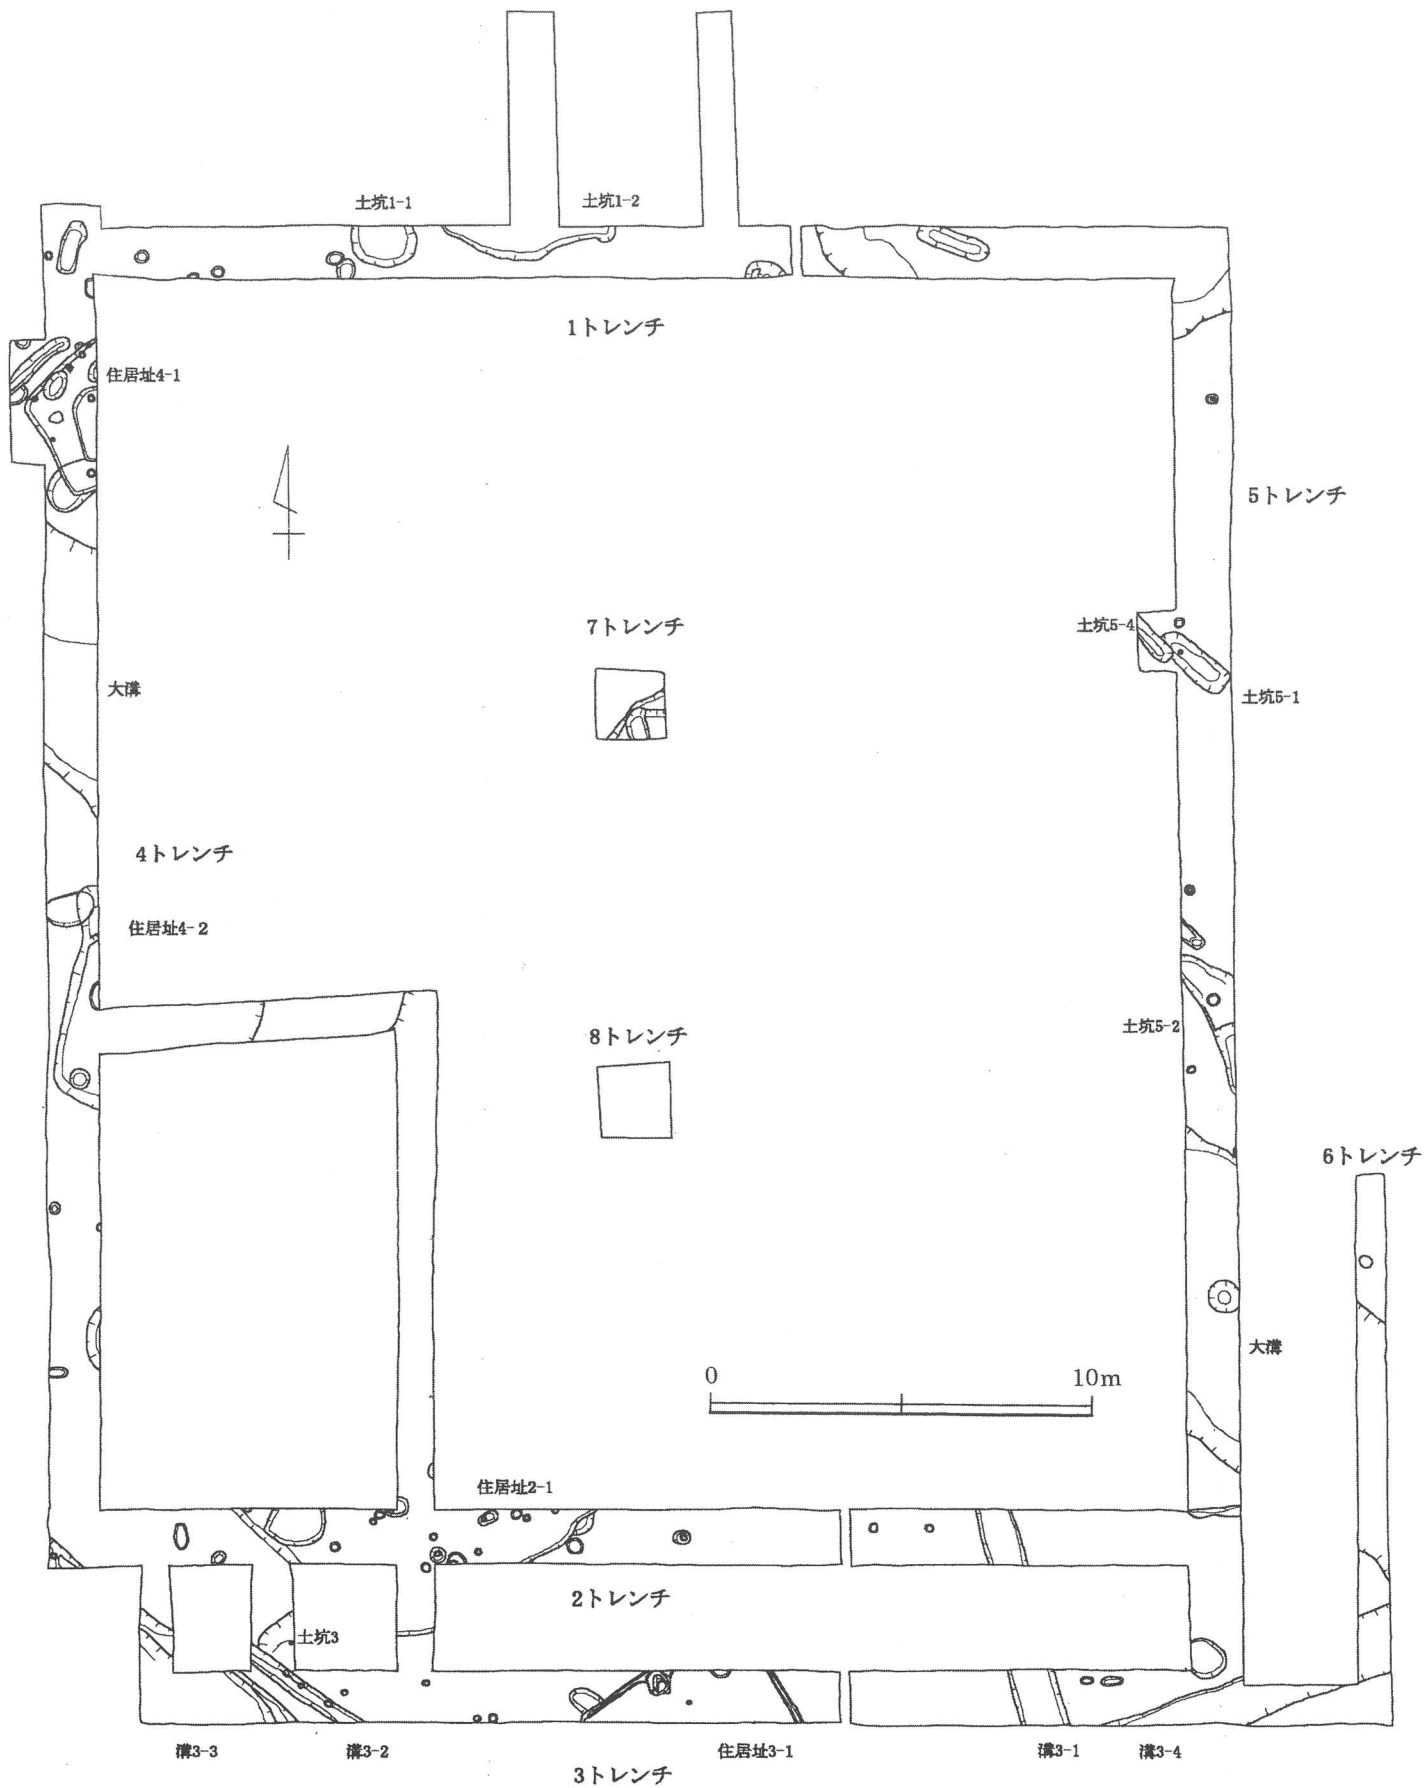 土坑1-1
土坑1-2
1トレンチ
住居址4-1
5トレンチ
7トレンチ
土坑5-4
大溝
土坑5-1
4トレンチ
住居址4-2
土坑5-2
8トレンチ
6トレンチ
大溝
0
10m
住居址2-1
2トレンチ
土坑3
溝3-3
溝3-2
住居址3-1
溝3-1
溝3-4
3トレンチ